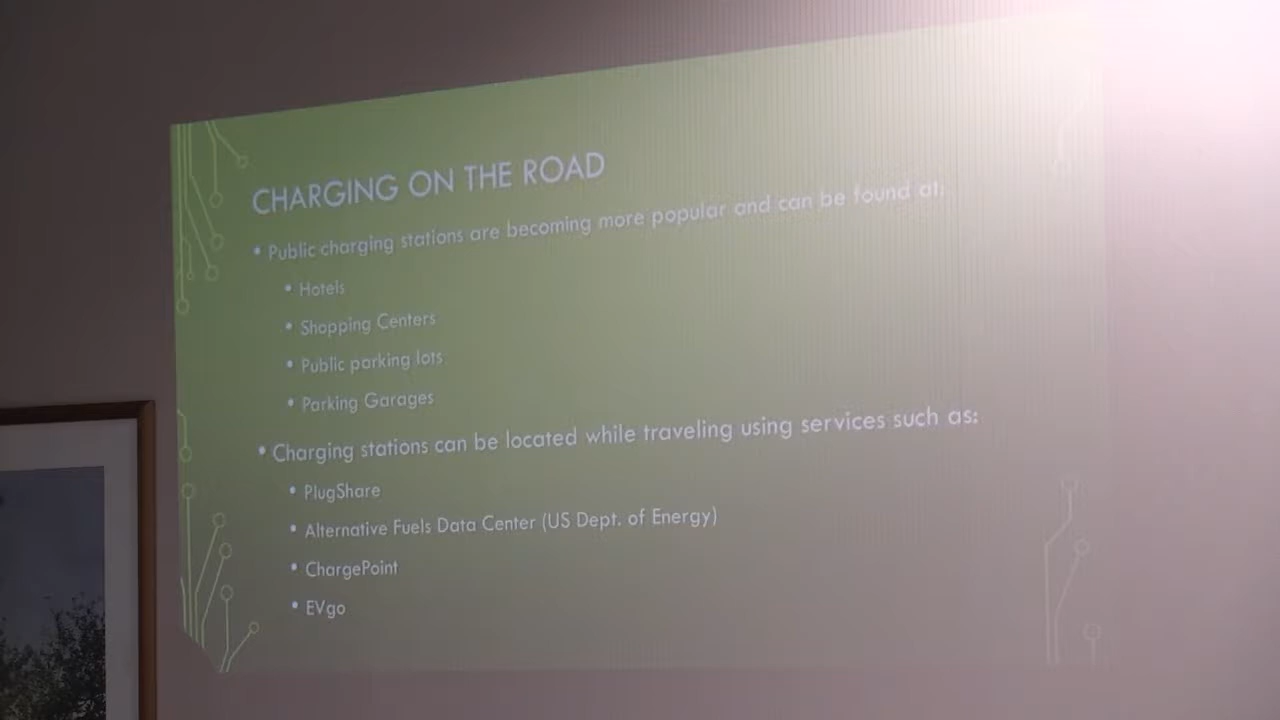 CHARGING ON THE ROAD
• Public charging stations are becoming more popular and can be found at:
• Hotels
• Shopping Centers
• Public parking lots
• Parking Garages
• Charging stations can be located while traveling using services such as:
• PlugShare
• Alternative Fuels Data Center (US Dept. of Energy)
• ChargePoint
• EVgo